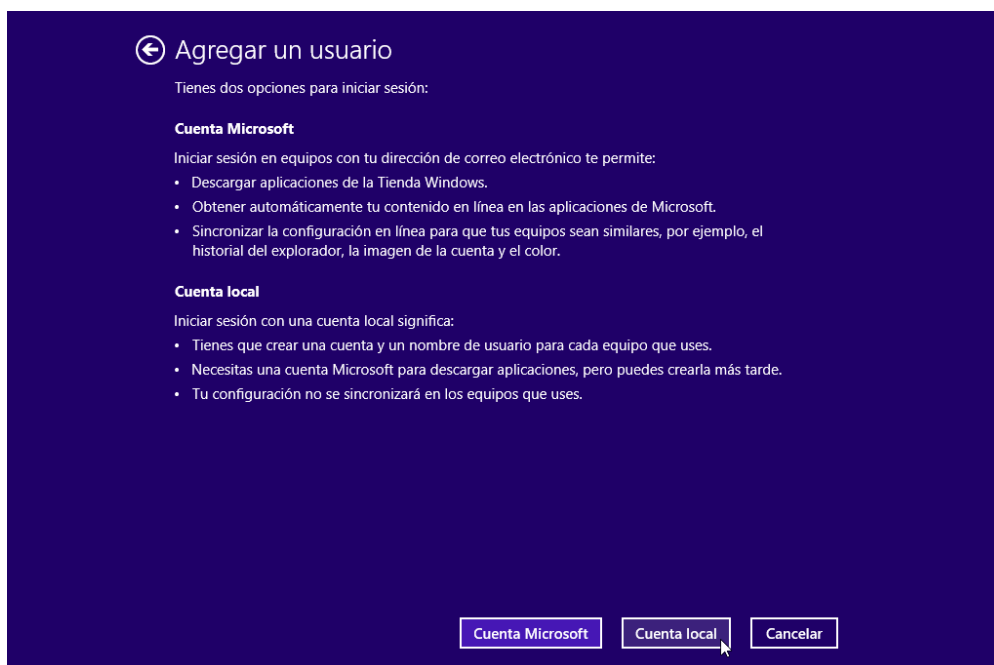 Agregar un usuario
Tienes dos opciones para iniciar sesión:
Cuenta Microsoft
Iniciar sesión en equipos con tu dirección de correo electrónico te permite:
• Descargar aplicaciones de la Tienda Windows.
• Obtener automáticamente tu contenido en línea en las aplicaciones de Microsoft.
• Sincronizar la configuración en línea para que tus equipos sean similares, por ejemplo, el
historial del explorador, la imagen de la cuenta y el color.
Cuenta local
Iniciar sesión con una cuenta local significa:
• Tienes que crear una cuenta y un nombre de usuario para cada equipo que uses.
• Necesitas una cuenta Microsoft para descargar aplicaciones, pero puedes crearla más tarde.
• Tu configuración no se sincronizará en los equipos que uses.
Cuenta Microsoft Cuenta local Cancelar